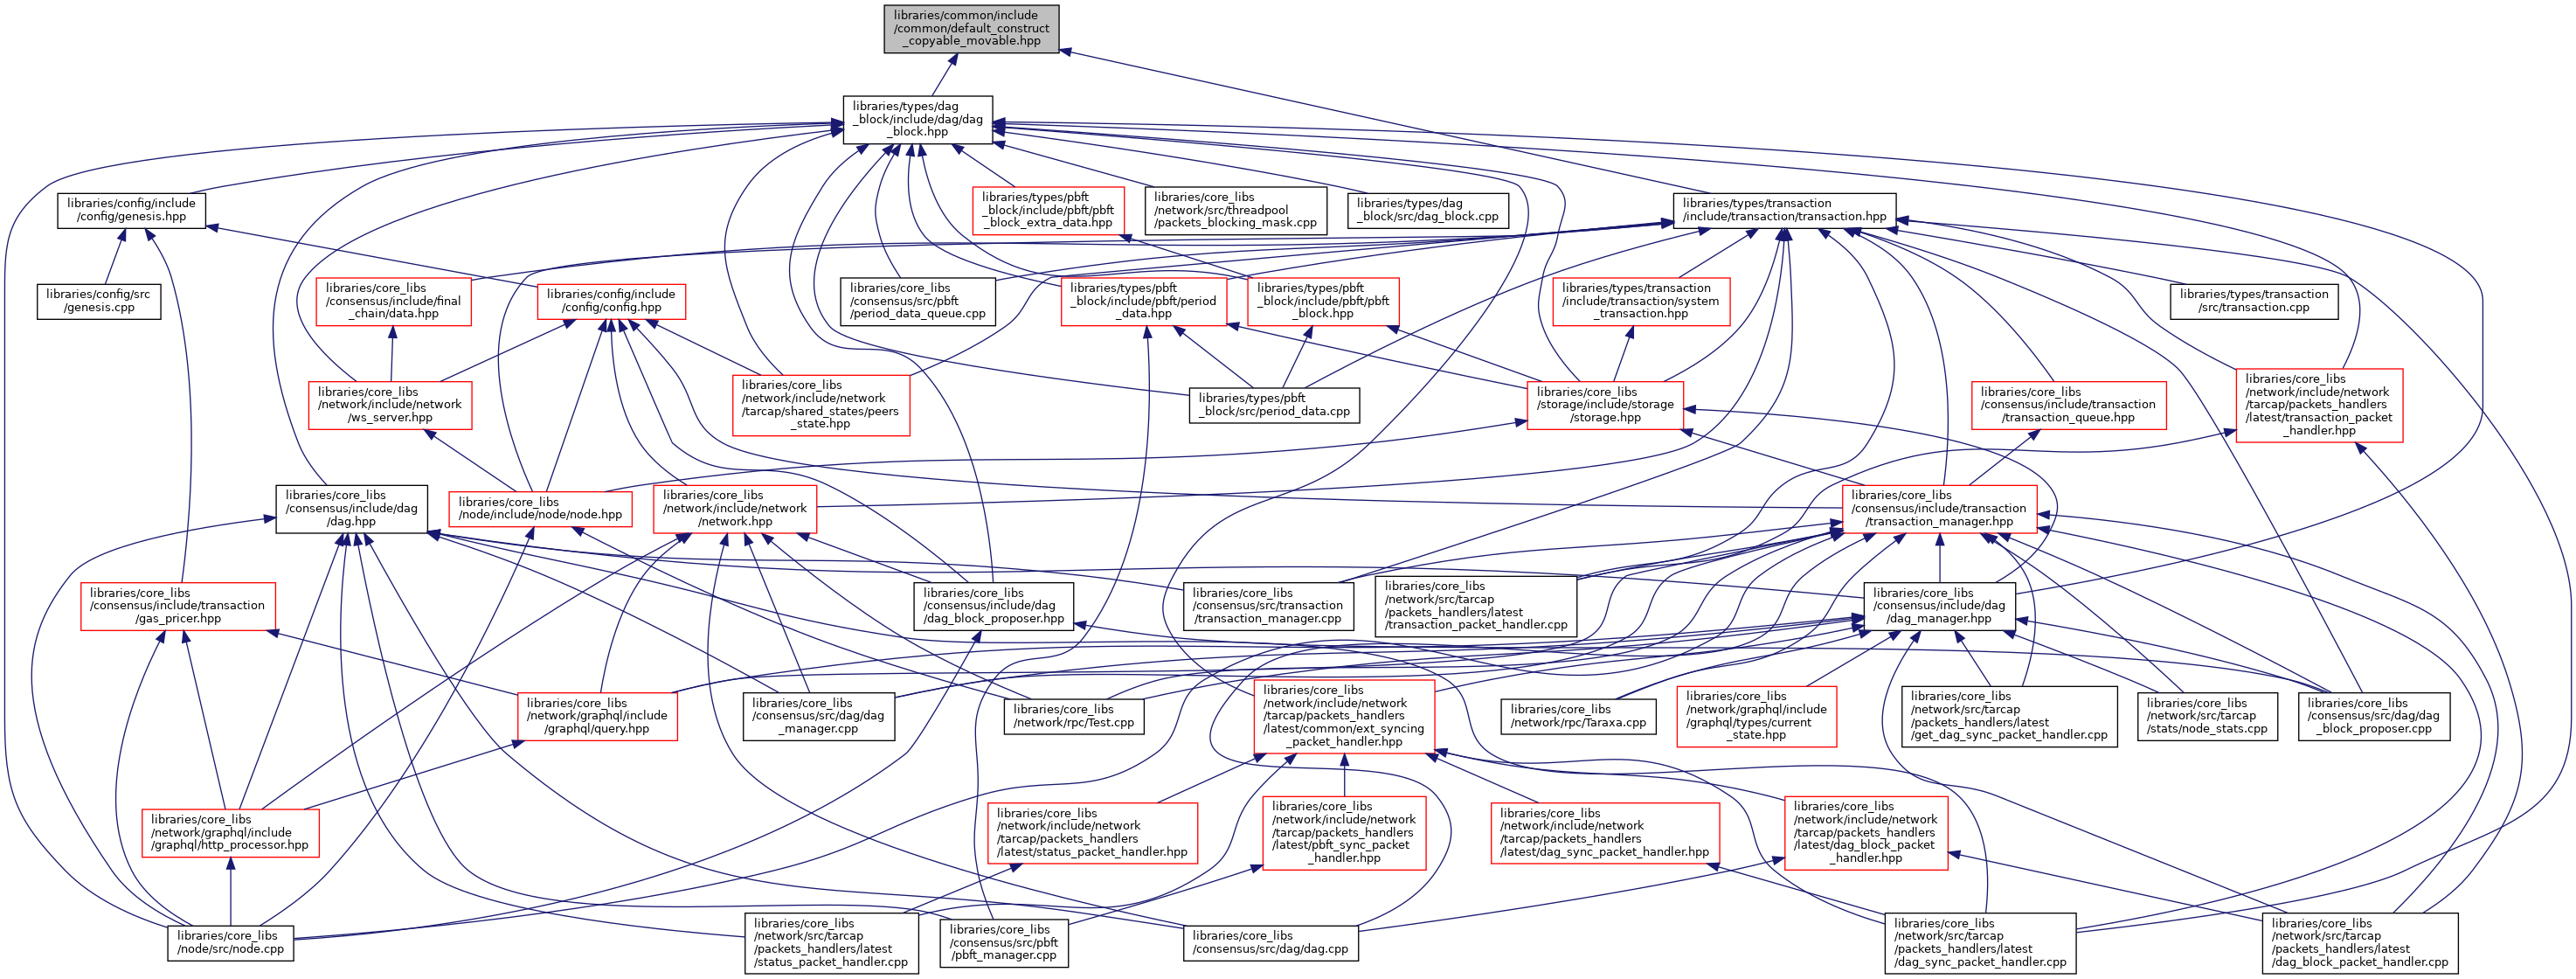 libraries/common/include
/common/default_construct
_copyable_movable.hpp
libraries/types/dag
_block/include/dag/dag
_block.hpp
libraries/config/include
/config/genesis.hpp
libraries/types/pbft
_block/include/pbft/pbft
_block_extra_data.hpp
libraries/core_libs
/network/src/threadpool
/packets_blocking_mask.cpp
libraries/types/dag
_block/src/dag_block.cpp
libraries/types/transaction
/include/transaction/transaction.hpp
libraries/config/src
/genesis.cpp
libraries/core_libs
/consensus/include/final
_chain/data.hpp
libraries/config/include
/config/config.hpp
libraries/core_libs
/consensus/src/pbft
/period_data_queue.cpp
libraries/types/pbft
_block/include/pbft/period
_data.hpp
libraries/types/pbft
_block/include/pbft/pbft
_block.hpp
libraries/types/transaction
/include/transaction/system
_transaction.hpp
libraries/types/transaction
/src/transaction.cpp
libraries/core_libs
/network/include/network
/ws_server.hpp
libraries/core_libs
/network/include/network
/tarcap/shared_states/peers
_state.hpp
libraries/types/pbft
_block/src/period_data.cpp
libraries/core_libs
/storage/include/storage
/storage.hpp
libraries/core_libs
/consensus/include/transaction
/transaction_queue.hpp
libraries/core_libs
/network/include/network
/tarcap/packets_handlers
/latest/transaction_packet
_handler.hpp
libraries/core_libs
/consensus/include/dag
/dag.hpp
libraries/core_libs
/node/include/node/node.hpp
libraries/core_libs
/network/include/network
/network.hpp
libraries/core_libs
/consensus/include/transaction
/transaction_manager.hpp
libraries/core_libs
/consensus/include/transaction
/gas_pricer.hpp
libraries/core_libs
/consensus/include/dag
/dag_block_proposer.hpp
libraries/core_libs
/consensus/src/transaction
/transaction_manager.cpp
libraries/core_libs
/network/src/tarcap
/packets_handlers/latest
/transaction_packet_handler.cpp
libraries/core_libs
/consensus/include/dag
/dag_manager.hpp
libraries/core_libs
/network/graphql/include
/graphql/query.hpp
libraries/core_libs
/consensus/src/dag/dag
_manager.cpp
libraries/core_libs
/network/rpc/Test.cpp
libraries/core_libs
/network/include/network
/tarcap/packets_handlers
/latest/common/ext_syncing
_packet_handler.hpp
libraries/core_libs
/network/rpc/Taraxa.cpp
libraries/core_libs
/network/graphql/include
/graphql/types/current
_state.hpp
libraries/core_libs
/network/src/tarcap
/packets_handlers/latest
/get_dag_sync_packet_handler.cpp
libraries/core_libs
/network/src/tarcap
/stats/node_stats.cpp
libraries/core_libs
/consensus/src/dag/dag
_block_proposer.cpp
libraries/core_libs
/network/graphql/include
/graphql/http_processor.hpp
libraries/core_libs
/network/include/network
/tarcap/packets_handlers
/latest/status_packet_handler.hpp
libraries/core_libs
/network/include/network
/tarcap/packets_handlers
/latest/pbft_sync_packet
_handler.hpp
libraries/core_libs
/network/include/network
/tarcap/packets_handlers
/latest/dag_sync_packet_handler.hpp
libraries/core_libs
/network/include/network
/tarcap/packets_handlers
/latest/dag_block_packet
_handler.hpp
libraries/core_libs
/node/src/node.cpp
libraries/core_libs
/network/src/tarcap
/packets_handlers/latest
/status_packet_handler.cpp
libraries/core_libs
/consensus/src/pbft
/pbft_manager.cpp
libraries/core_libs
/consensus/src/dag/dag.cpp
libraries/core_libs
/network/src/tarcap
/packets_handlers/latest
/dag_sync_packet_handler.cpp
libraries/core_libs
/network/src/tarcap
/packets_handlers/latest
/dag_block_packet_handler.cpp